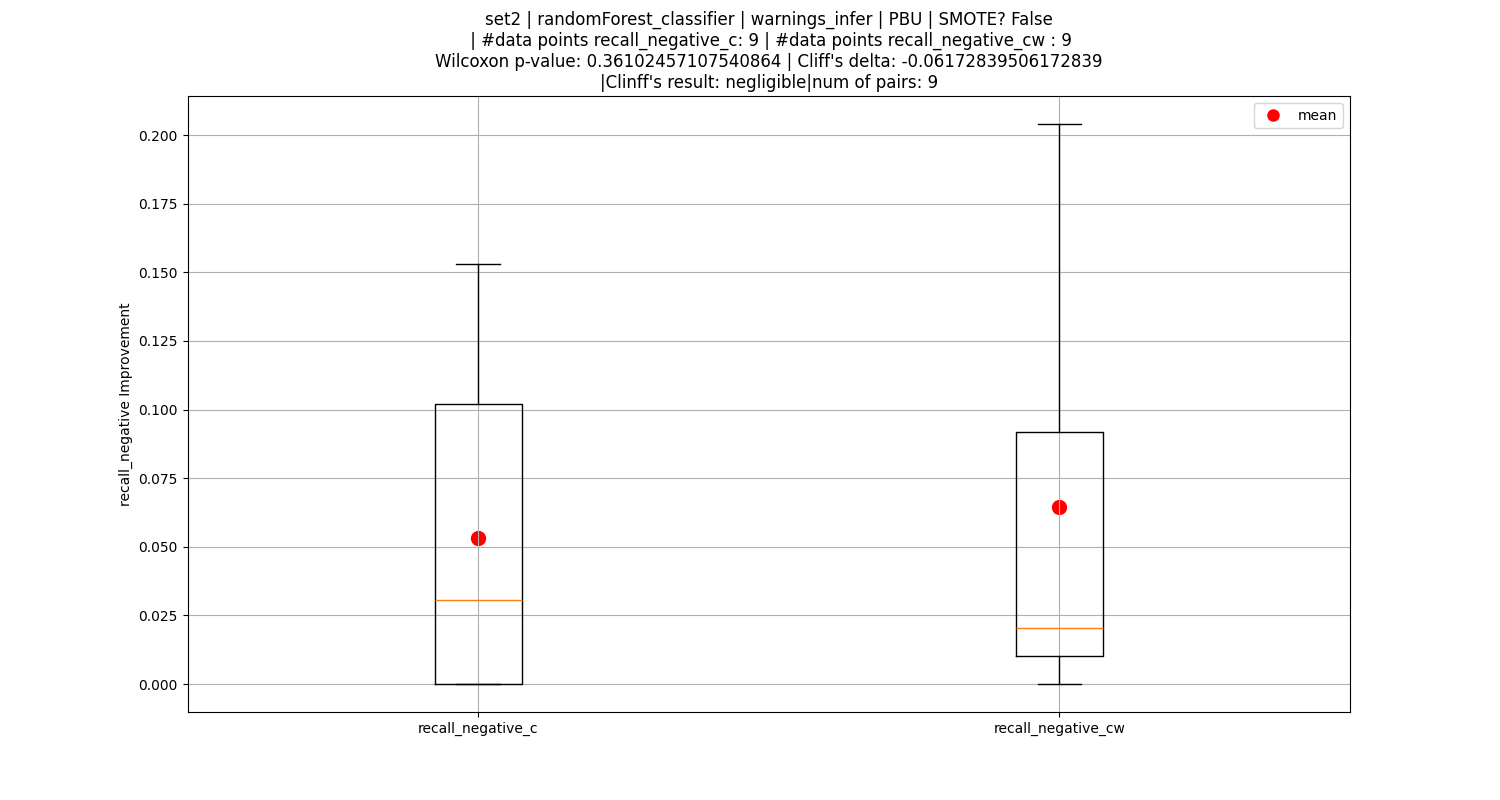 set2 | randomForest_classifier | warnings_infer | PBU | SMOTE? False
| #data points recall_negative_c: 9 | #data points recall_negative_cw : 9
Wilcoxon p-value: 0.36102457107540864 | Cliff's delta: -0.06172839506172839
|Clinff's result: negligible|num of pairs: 9
mean
recall_negative Improvement
0.200
0.175
0.150
0.125
0.100
0.075
0.050
0.025
0.000
recall_negative_c
recall_negative_cw